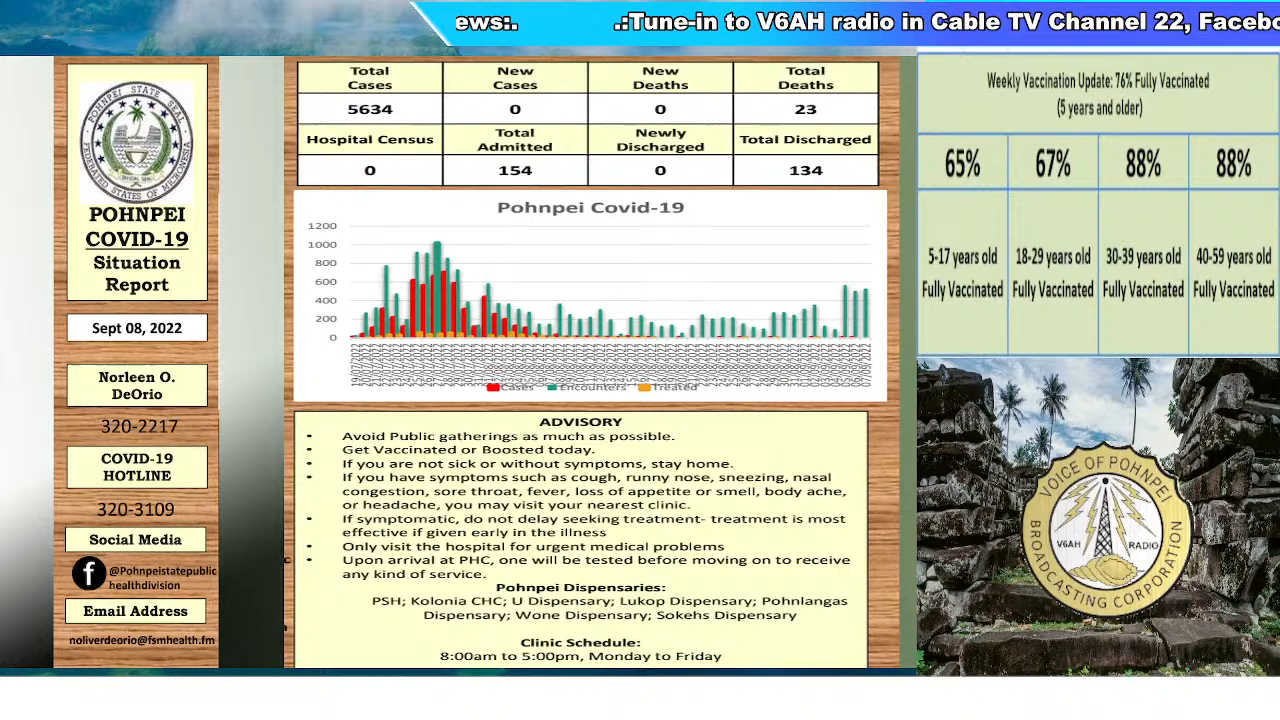 ews:.
.:Tune-in to V6AH radio in Cable TV Channel 22, Facebo
POHNPEI STATE SEAL
FEDERATED STATES OF MICRONESIA
POHNPEI
COVID-19
Situation
Report
Sept 08, 2022
Norleen O.
DeOrio
320-2217
COVID-19
HOTLINE
320-3109
Social Media
@Pohnpeistatepublic
healthdivision
Email Address
noliverdeorio@fsmhealth.fm
Total Cases New Cases New Deaths Total Deaths
5634 0 0 23
Hospital Census Total Admitted Newly Discharged Total Discharged
0 154 0 134
Pohnpei Covid-19
1200
1000
800
600
400
200
0
Cases Encounters Treated
ADVISORY
• Avoid Public gatherings as much as possible.
• Get Vaccinated or Boosted today.
• If you are not sick or without symptoms, stay home.
• If you have symptoms such as cough, runny nose, sneezing, nasal
congestion, sore throat, fever, loss of appetite or smell, body ache,
or headache, you may visit your nearest clinic.
• If symptomatic, do not delay seeking treatment- treatment is most
effective if given early in the illness
• Only visit the hospital for urgent medical problems
• Upon arrival at PHC, one will be tested before moving on to receive
any kind of service.
Pohnpei Dispensaries:
PSH; Kolonia CHC; U Dispensary; Lukop Dispensary; Pohnlangas
Dispensary; Wone Dispensary; Sokehs Dispensary
Clinic Schedule:
8:00am to 5:00pm, Monday to Friday
Weekly Vaccination Update: 76% Fully Vaccinated
(5 years and older)
65% 67% 88% 88%
5-17 years old 18-29 years old 30-39 years old 40-59 years old
Fully Vaccinated Fully Vaccinated Fully Vaccinated Fully Vaccinated
VOICE OF POHNPEI
V6AH RADIO
BROADCASTING CORPORATION